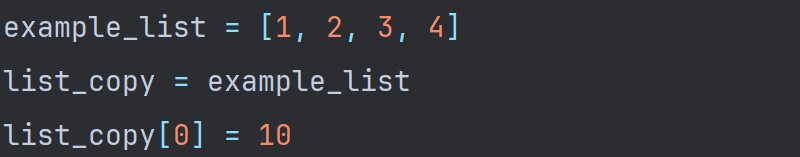 example_list = [1, 2, 3, 4]
list_copy = example_list
list_copy[0] = 10